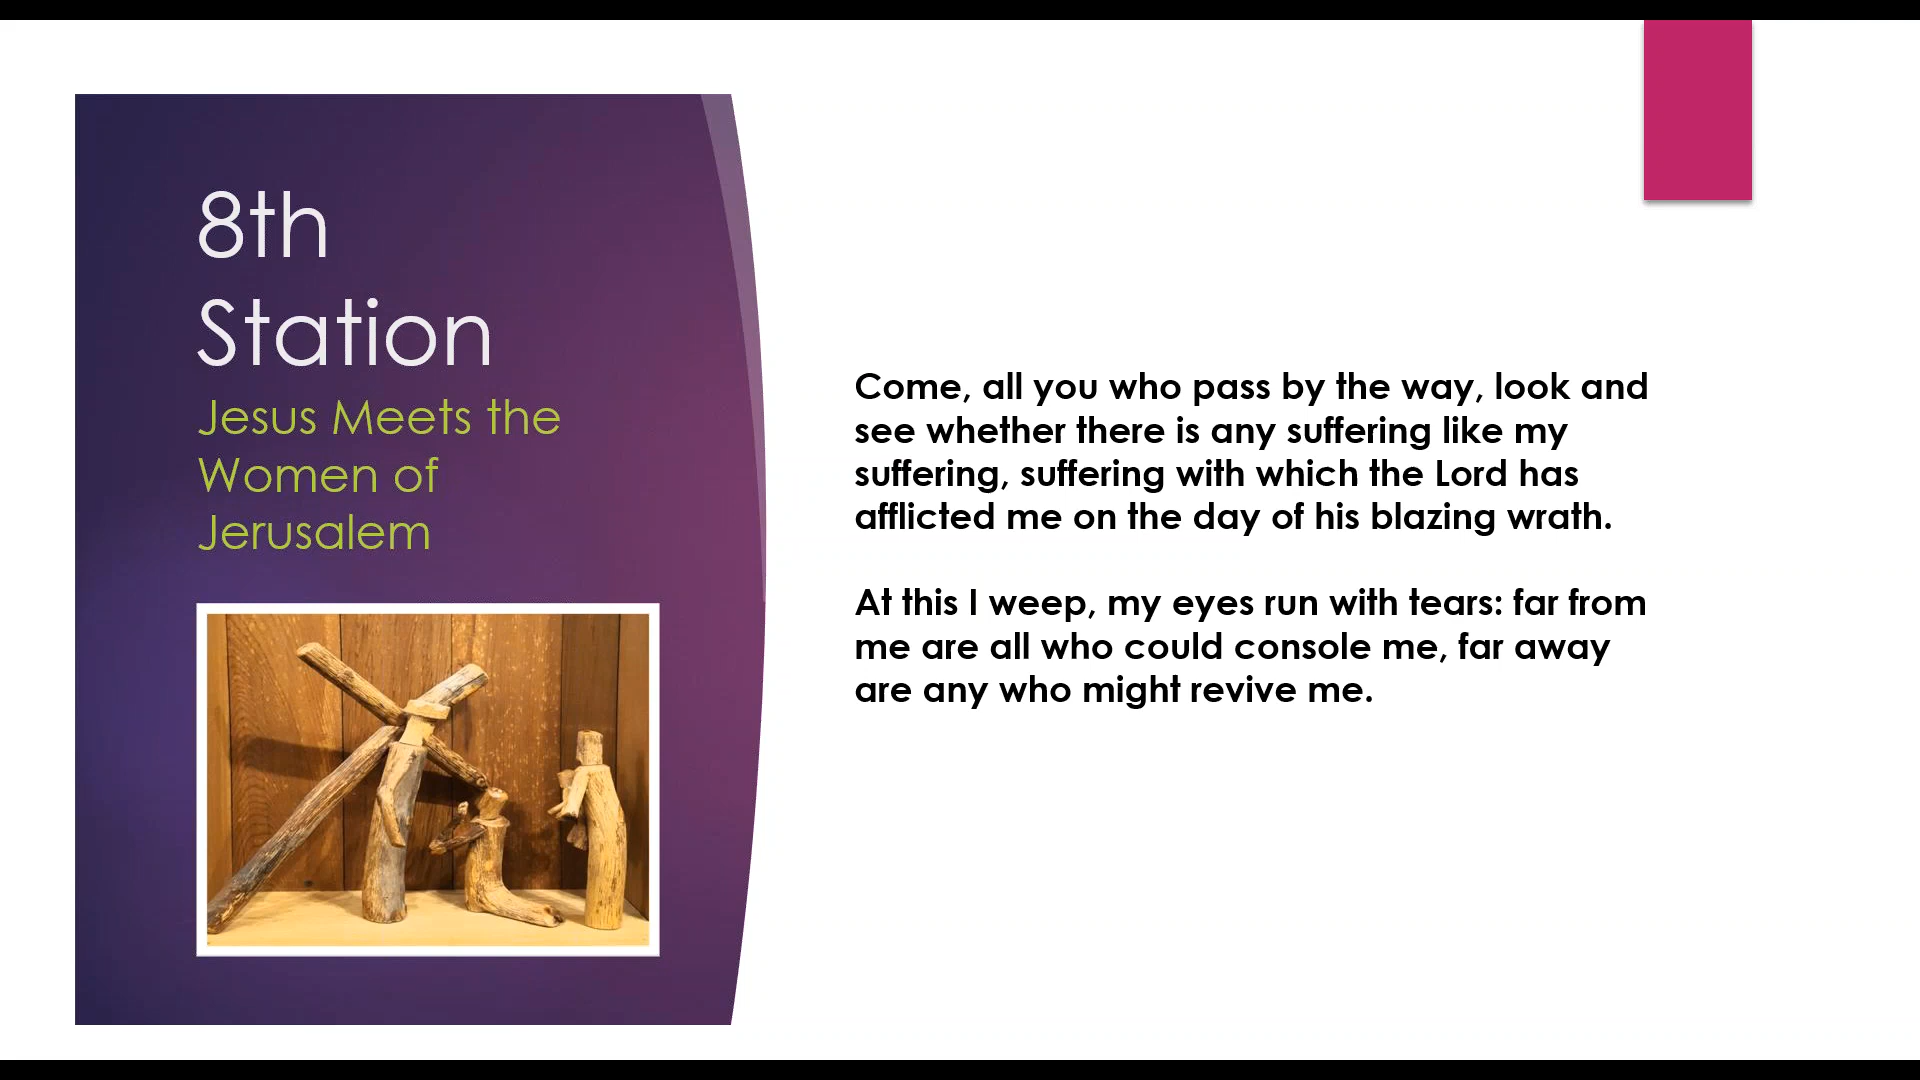 8th
Station
Jesus Meets the
Women of
Jerusalem
Come, all you who pass by the way, look and
see whether there is any suffering like my
suffering, suffering with which the Lord has
afflicted me on the day of his blazing wrath.
At this I weep, my eyes run with tears: far from
me are all who could console me, far away
are any who might revive me.